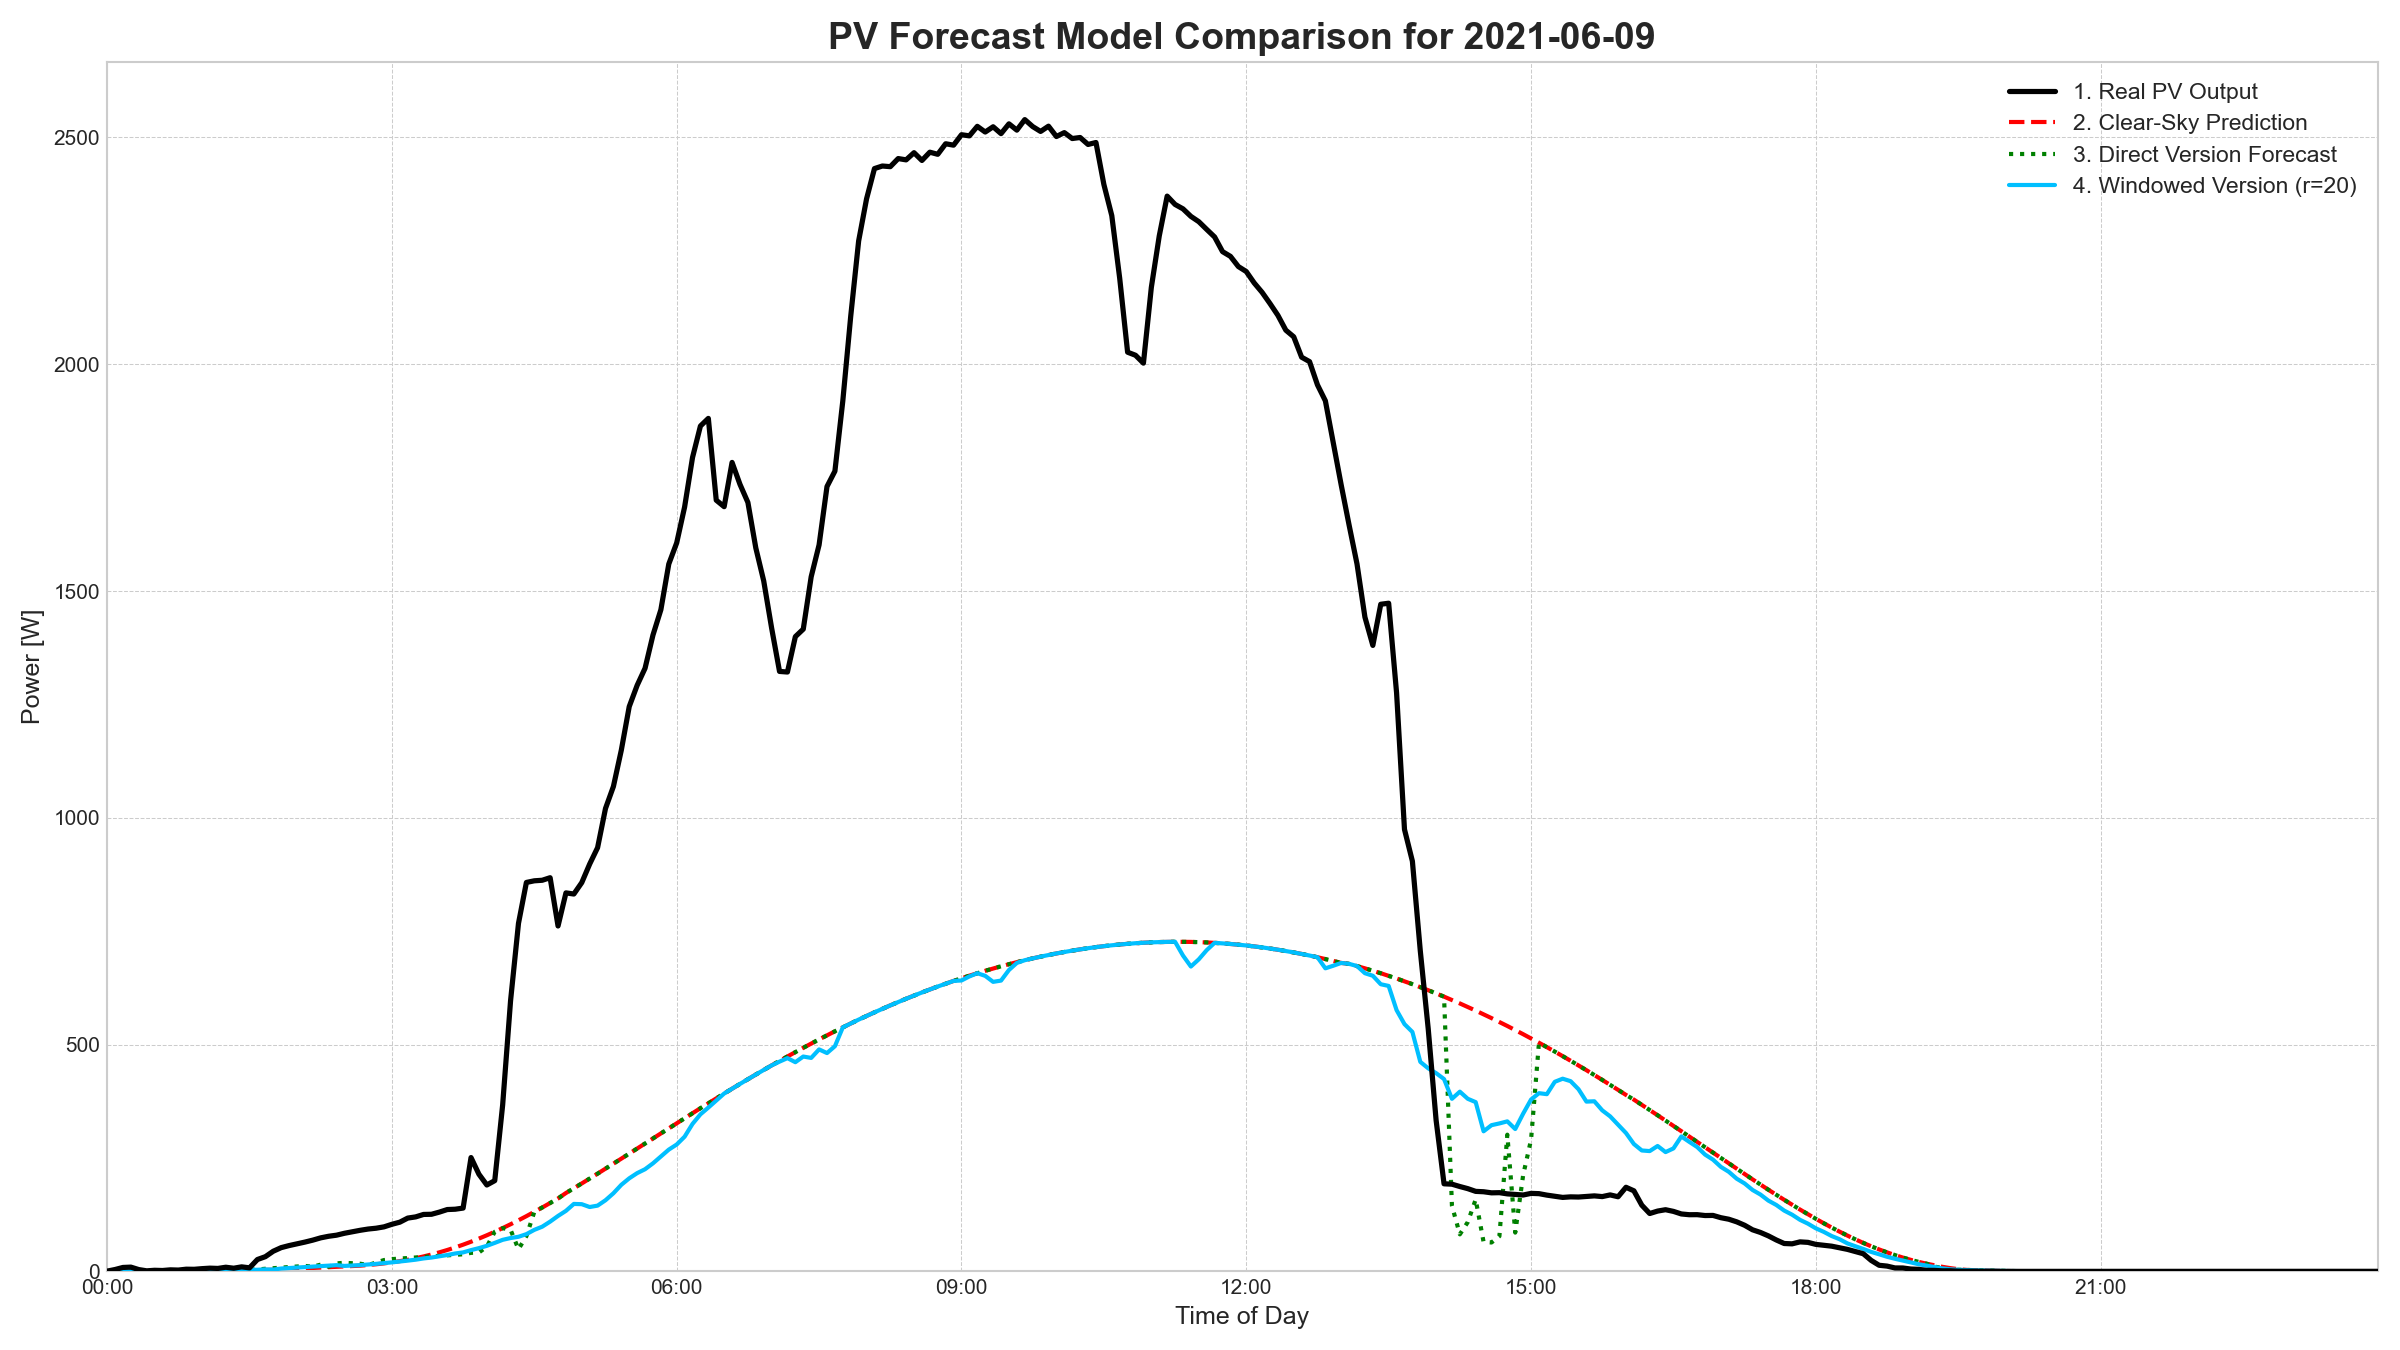 PV Forecast Model Comparison for 2021-06-09
1. Real PV Output
2. Clear-Sky Prediction
3. Direct Version Forecast
4. Windowed Version (r=20)
Power [W]
2500
2000
1500
1000
500
0
00:00
03:00
06:00
09:00
12:00
15:00
18:00
21:00
Time of Day